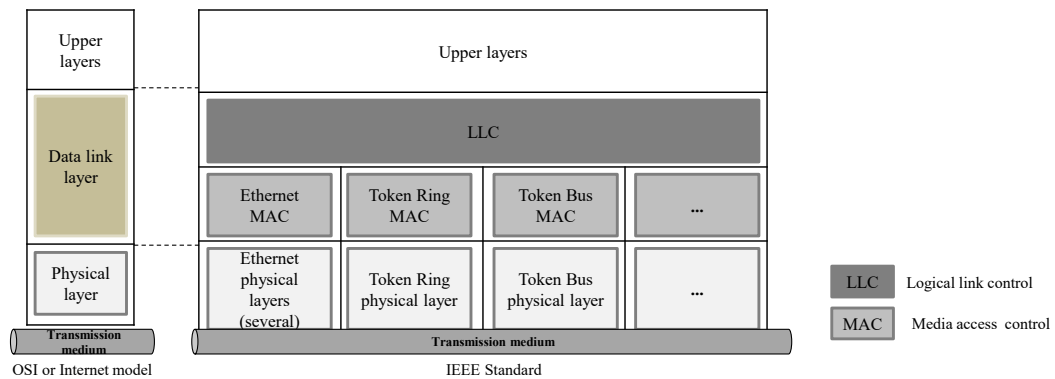 Upper
layers
Data link
layer
Physical
layer
Transmission
medium
OSI or Internet model
Upper layers
LLC
Ethernet
MAC
Token Ring
MAC
Token Bus
MAC
...
Ethernet
physical
layers
(several)
Token Ring
physical layer
Token Bus
physical layer
...
Transmission medium
IEEE Standard
LLC Logical link control
MAC Media access control